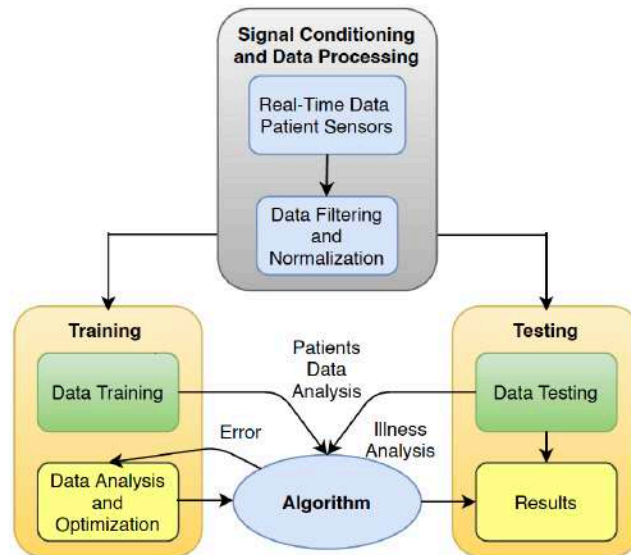 Signal Conditioning
and Data Processing
Real-Time Data
Patient Sensors
Data Filtering
and
Normalization
Training
Data Training
Error
Data Analysis
and
Optimization
Patients
Data
Analysis
Illness
Analysis
Algorithm
Testing
Data Testing
Results